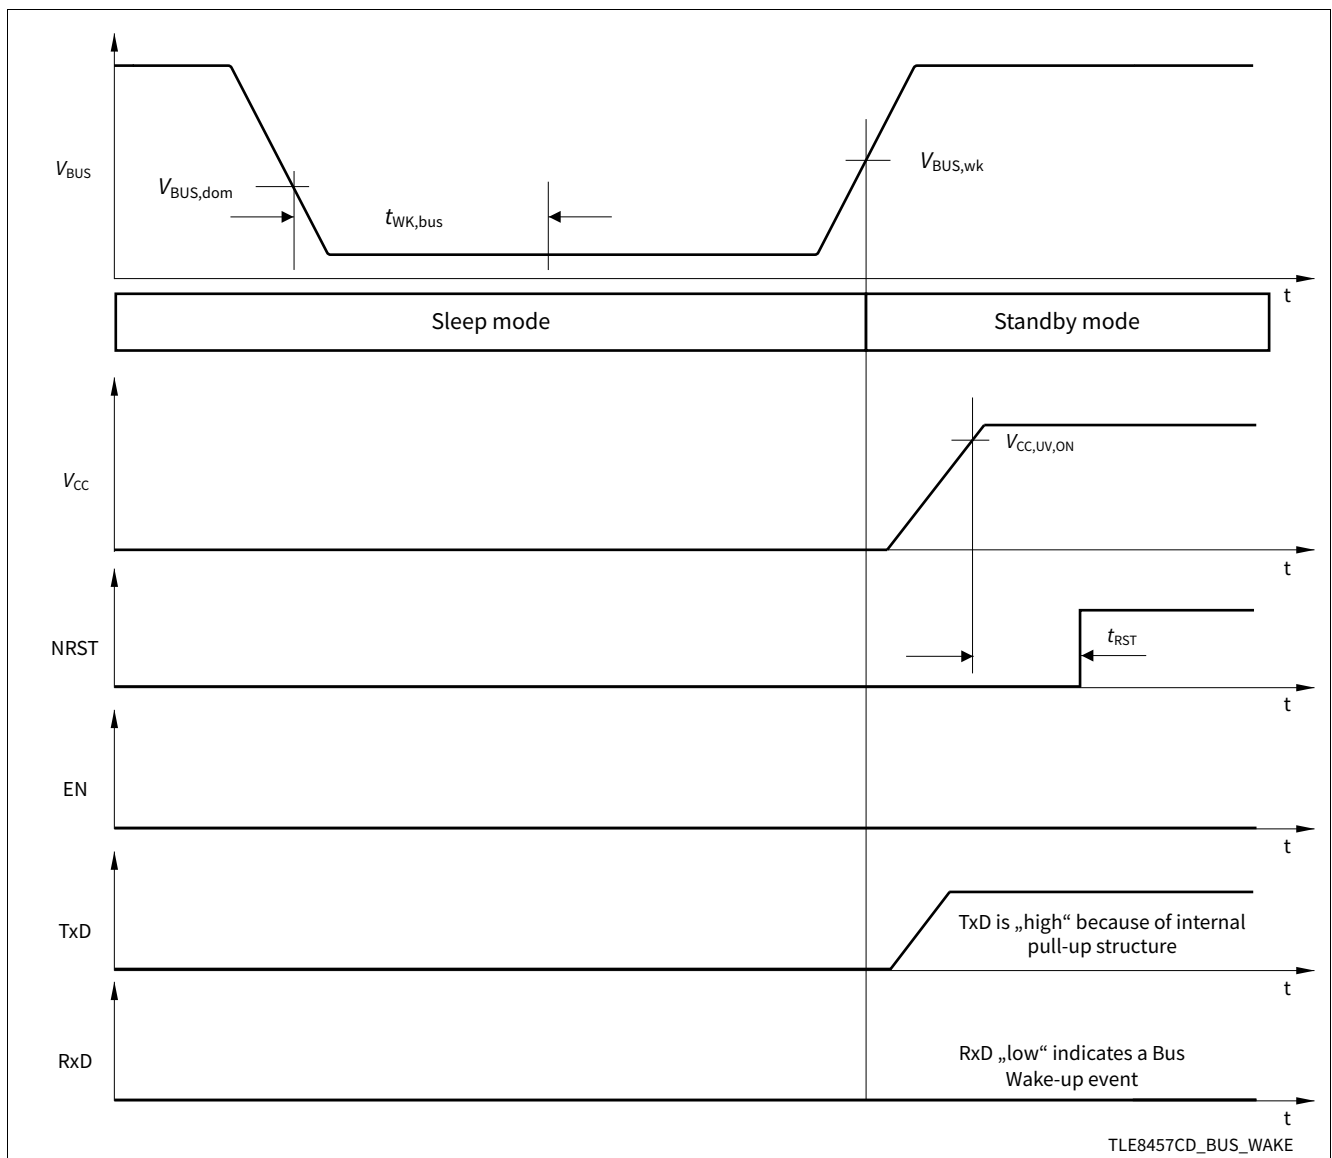 V_BUS
V_BUS,dom
t_WK,bus
V_BUS,wk
t
Sleep mode
Standby mode
V_CC
V_CC,UV,ON
t
NRST
t_RST
t
EN
t
TxD
TxD is „high“ because of internal
pull-up structure
t
RxD
RxD „low“ indicates a Bus
Wake-up event
t
TLE8457CD_BUS_WAKE